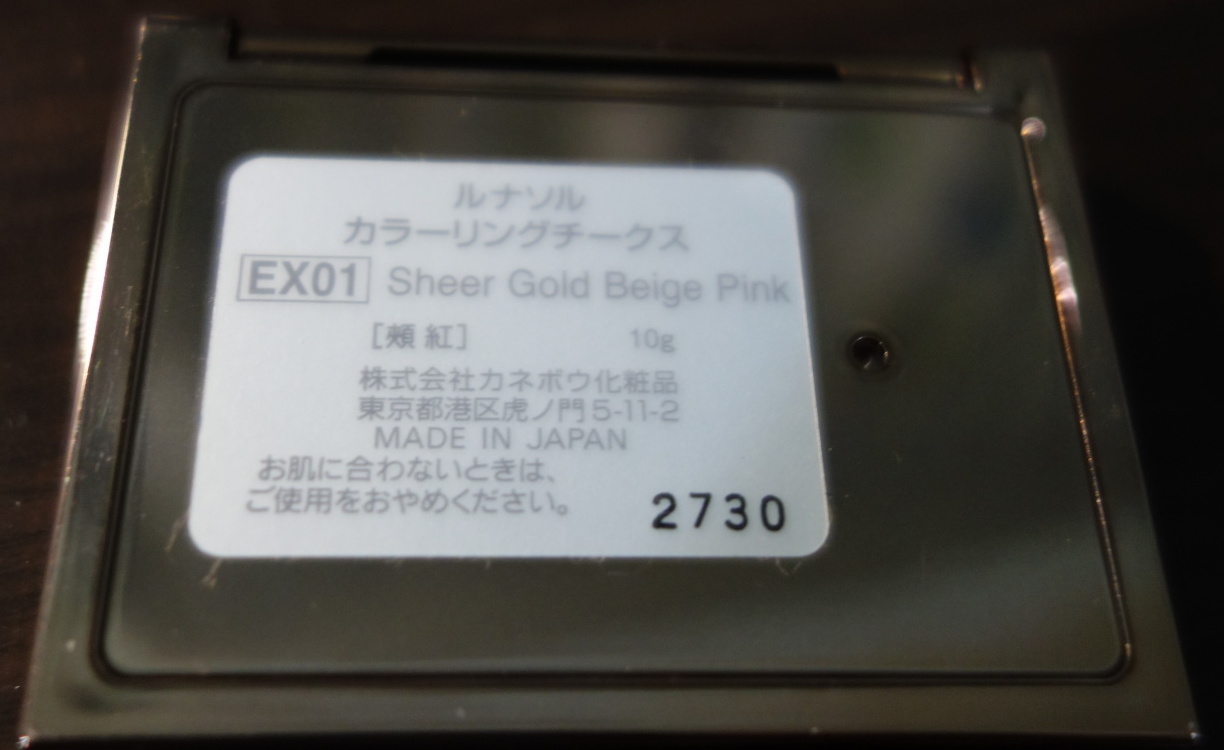 ルナソル
カラーリングチークス
EX01 Sheer Gold Beige Pink
[頬 紅] 10g
株式会社カネボウ化粧品
東京都港区虎ノ門5-11-2
MADE IN JAPAN
お肌に合わないときは、
ご使用をおやめください。
2730